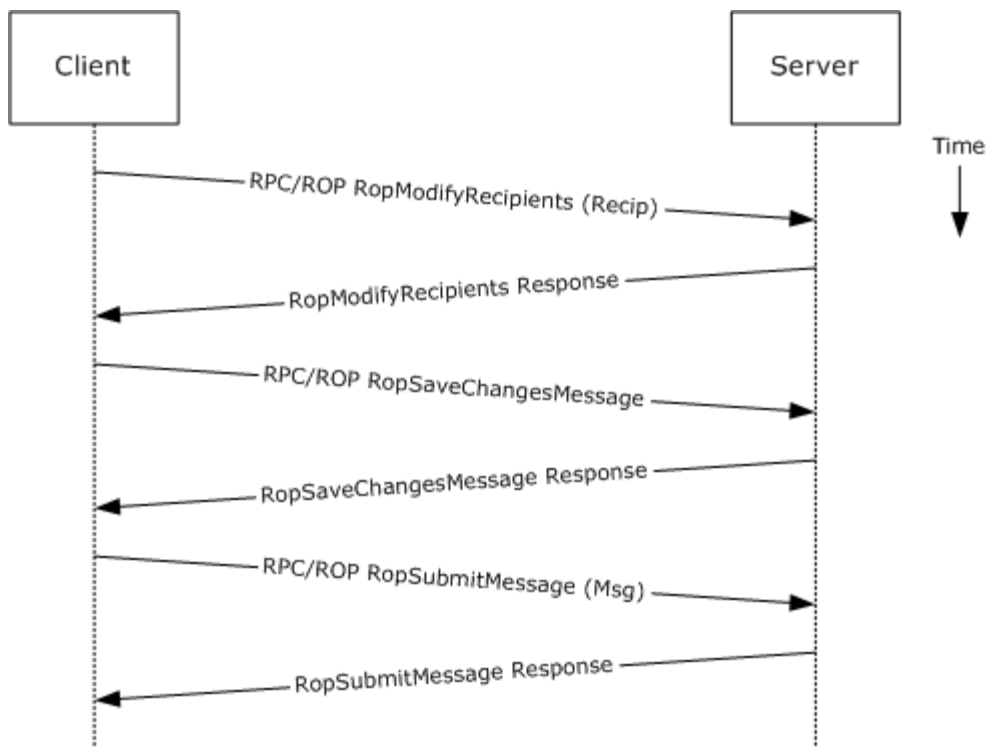 Client
Server
Time
RPC/ROP RopModifyRecipients (Recip)
RopModifyRecipients Response
RPC/ROP RopSaveChangesMessage
RopSaveChangesMessage Response
RPC/ROP RopSubmitMessage (Msg)
RopSubmitMessage Response